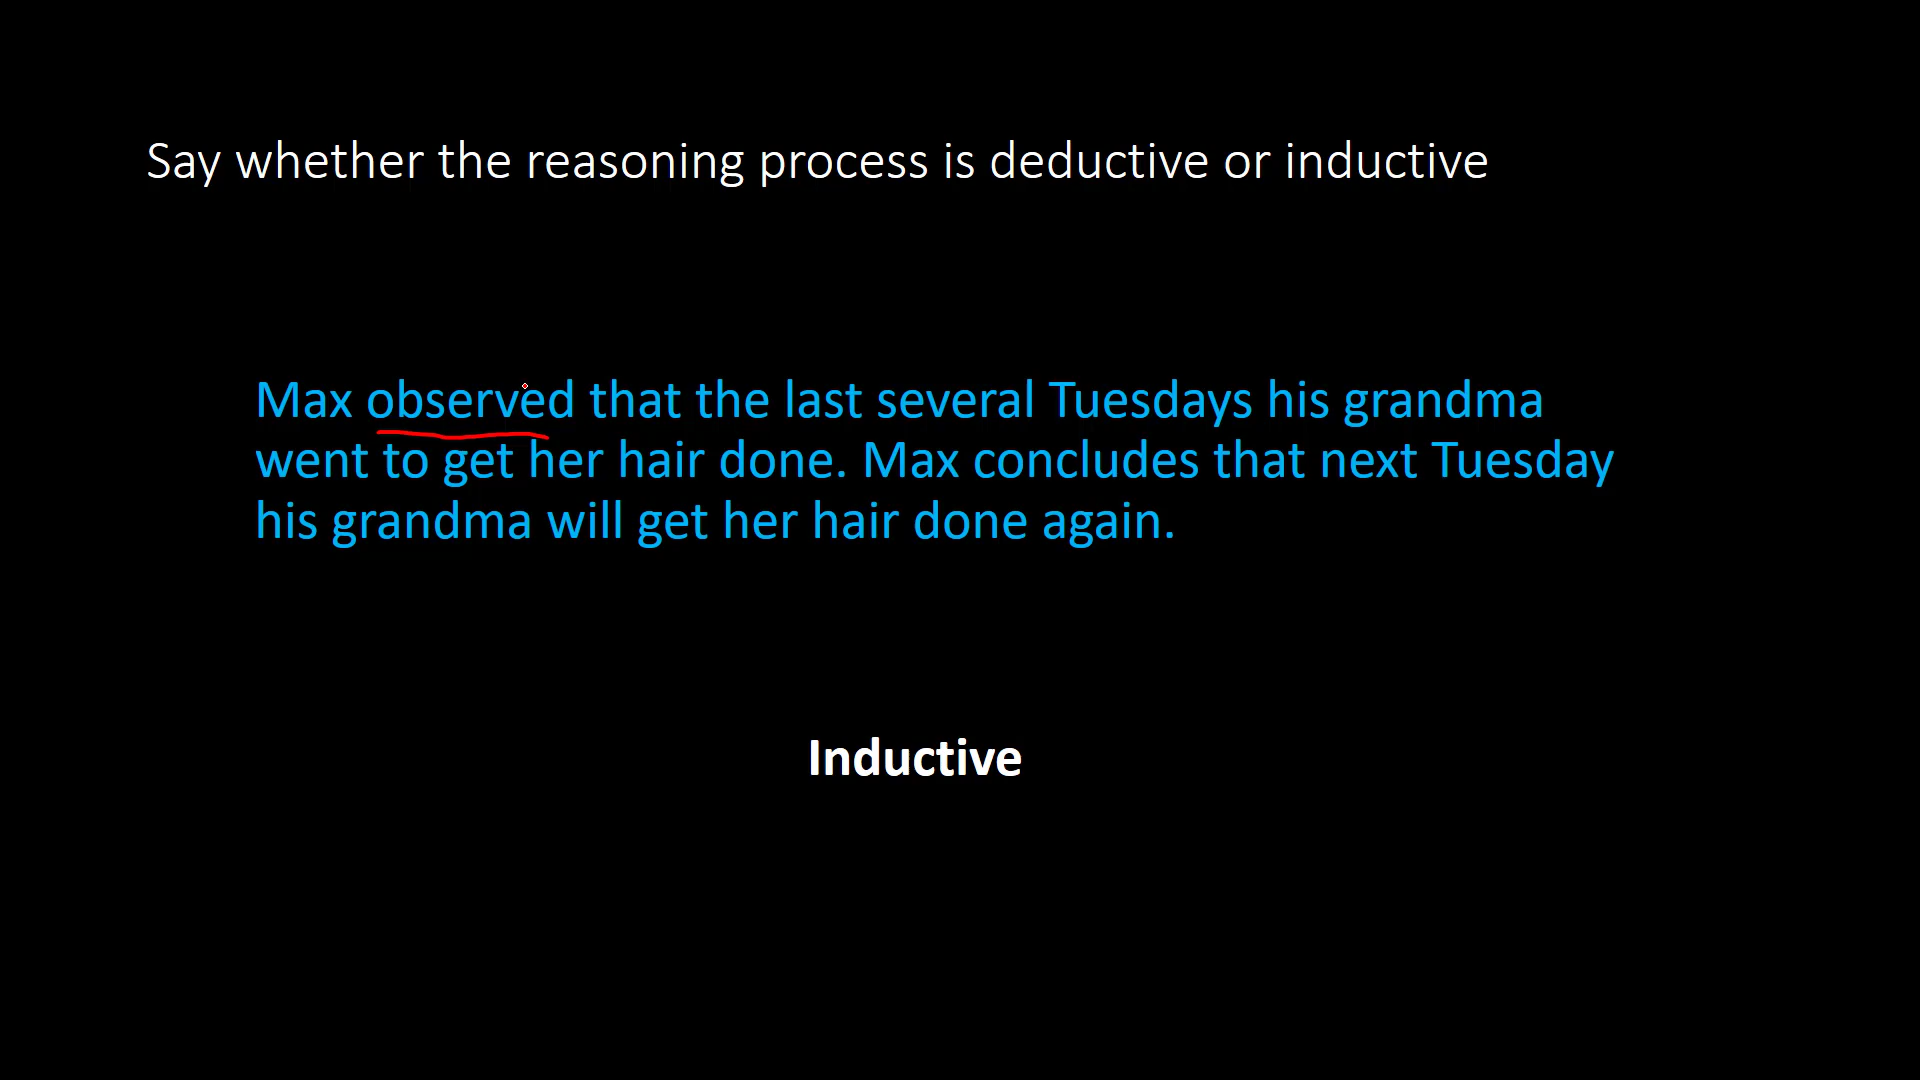 Say whether the reasoning process is deductive or inductive
Max observed that the last several Tuesdays his grandma
went to get her hair done. Max concludes that next Tuesday
his grandma will get her hair done again.
Inductive